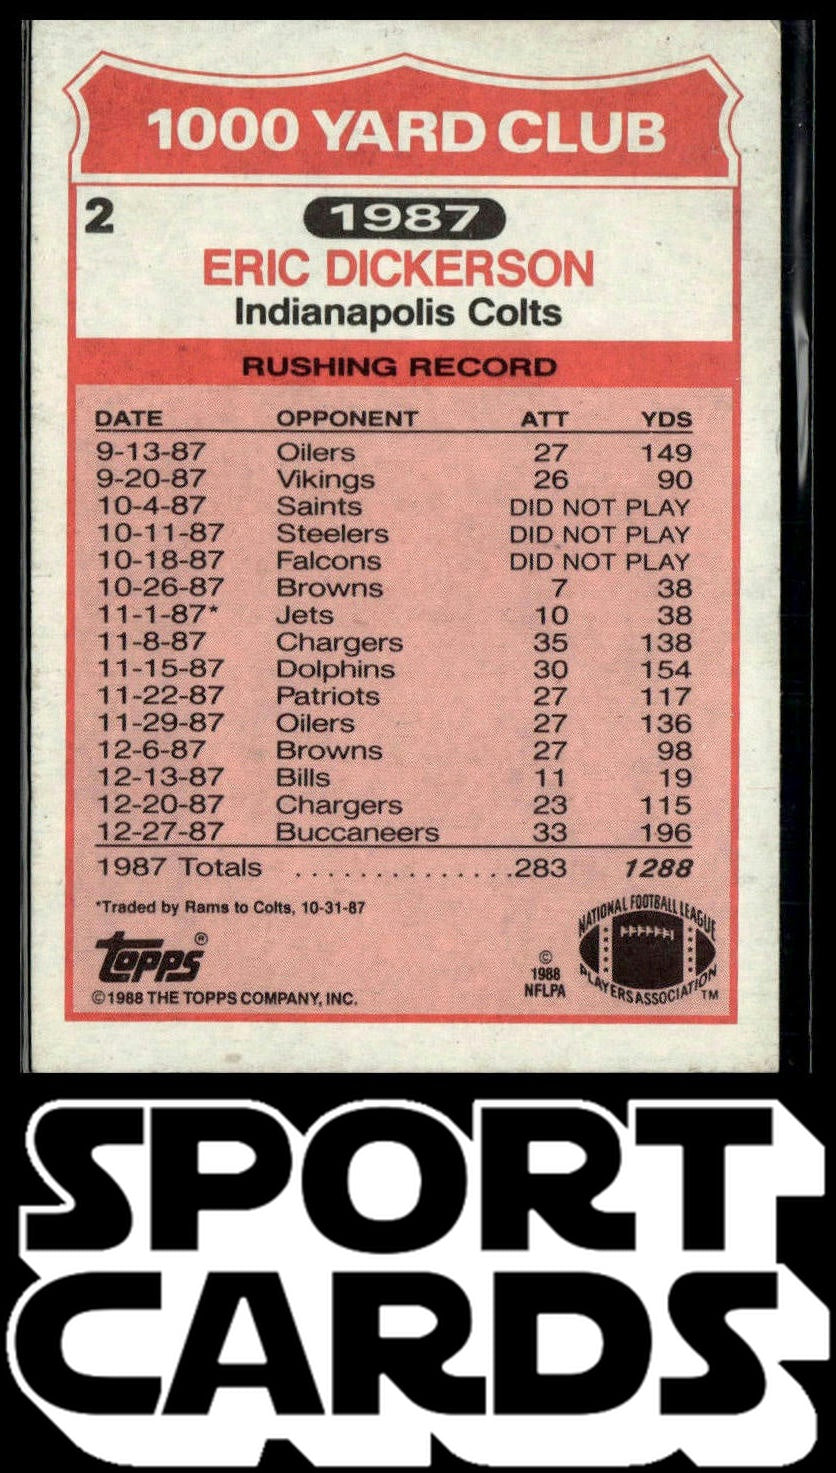 1000 YARD CLUB
2
1987
ERIC DICKERSON
Indianapolis Colts
RUSHING RECORD
DATE OPPONENT ATT YDS
9-13-87 Oilers 27 149
9-20-87 Vikings 26 90
10-4-87 Saints DID NOT PLAY
10-11-87 Steelers DID NOT PLAY
10-18-87 Falcons DID NOT PLAY
10-26-87 Browns 7 38
11-1-87* Jets 10 38
11-8-87 Chargers 35 138
11-15-87 Dolphins 30 154
11-22-87 Patriots 27 117
11-29-87 Oilers 27 136
12-6-87 Browns 27 98
12-13-87 Bills 11 19
12-20-87 Chargers 23 115
12-27-87 Buccaneers 33 196
1987 Totals ..............283 1288
*Traded by Rams to Colts, 10-31-87
Topps®
©1988 THE TOPPS COMPANY, INC.
©
1988
NFLPA
NATIONAL FOOTBALL LEAGUE
PLAYERS ASSOCIATION TM
SPORT
CARDS